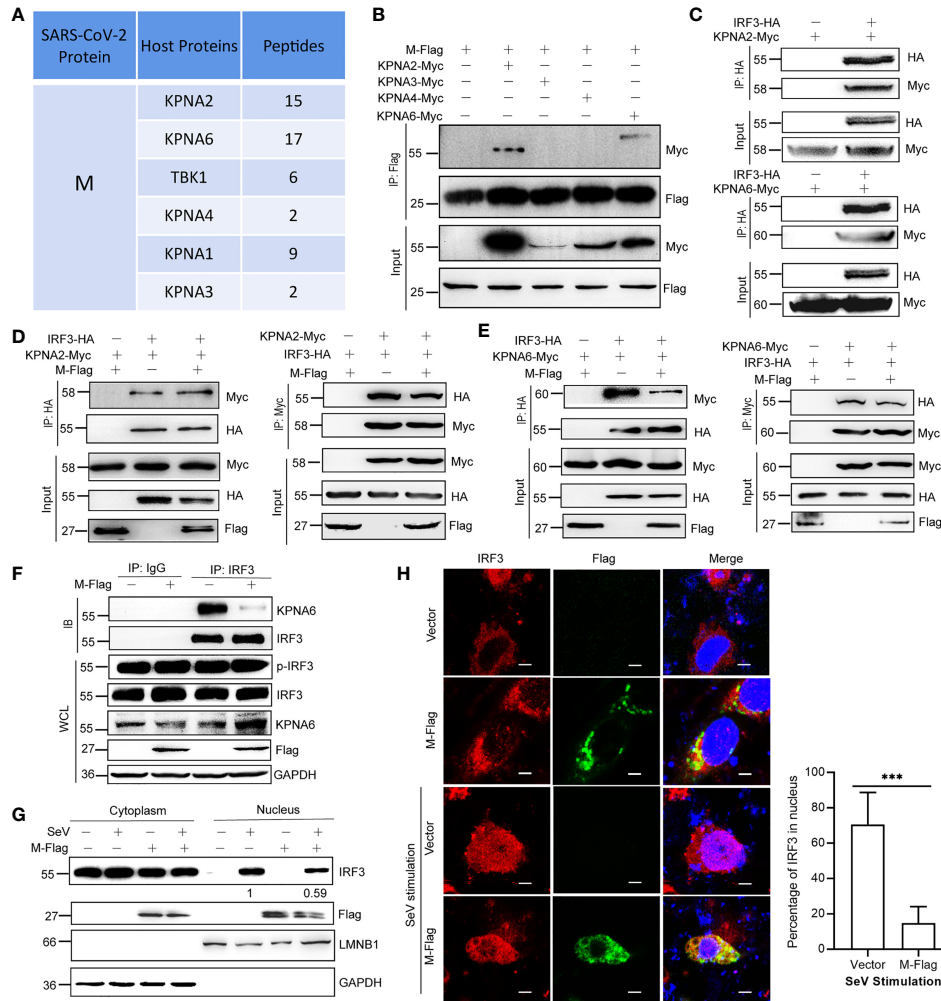 A
SARS-CoV-2 Protein Host Proteins Peptides
M
KPNA2 15
KPNA6 17
TBK1 6
KPNA4 2
KPNA1 9
KPNA3 2
B
M-Flag + + + + +
KPNA2-Myc − + − − −
KPNA3-Myc − − + − −
KPNA4-Myc − − − + −
KPNA6-Myc − − − − +
IP: Flag
55 Myc
25 Flag
Input
55 Myc
25 Flag
C
IRF3-HA − +
KPNA2-Myc + +
IP: HA
55 HA
58 Myc
Input
55 HA
58 Myc
IRF3-HA − +
KPNA6-Myc + +
IP: HA
55 HA
60 Myc
Input
55 HA
60 Myc
D
IRF3-HA − + +
KPNA2-Myc + + +
M-Flag + − +
IP: HA
58 Myc
55 HA
Input
58 Myc
55 HA
27 Flag
KPNA2-Myc − + +
IRF3-HA + + +
M-Flag + − +
IP: Myc
55 HA
58 Myc
Input
58 Myc
55 HA
27 Flag
E
IRF3-HA − + +
KPNA6-Myc + + +
M-Flag + − +
IP: HA
60 Myc
55 HA
Input
60 Myc
55 HA
27 Flag
KPNA6-Myc − + +
IRF3-HA + + +
M-Flag + − +
IP: Myc
55 HA
60 Myc
Input
60 Myc
55 HA
27 Flag
F
IP: IgG IP: IRF3
M-Flag − + − +
IB
55 KPNA6
55 IRF3
WCL
55 p-IRF3
55 IRF3
55 KPNA6
27 Flag
36 GAPDH
G
Cytoplasm Nucleus
SeV − + − + − + − +
M-Flag − − + + − − + +
55 IRF3
1 0.59
27 Flag
66 LMNB1
36 GAPDH
H
IRF3 Flag Merge
Vector
M-Flag
SeV stimulation
Vector
M-Flag
Percentage of IRF3 in nucleus
100
80
60
40
20
0
***
Vector M-Flag
SeV Stimulation